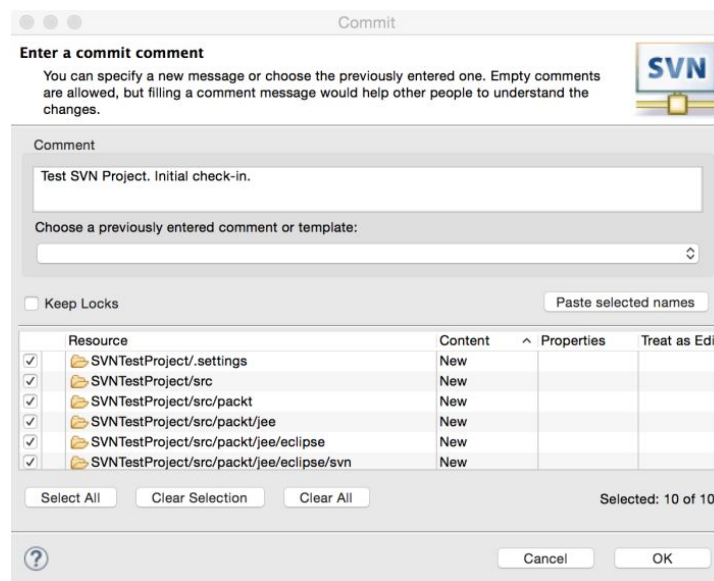 Commit
Enter a commit comment
You can specify a new message or choose the previously entered one. Empty comments
are allowed, but filling a comment message would help other people to understand the
changes.
SVN
Comment
Test SVN Project. Initial check-in.
Choose a previously entered comment or template:
Keep Locks
Paste selected names
Resource Content Properties Treat as Edi
SVNTestProject/.settings New
SVNTestProject/src New
SVNTestProject/src/packt New
SVNTestProject/src/packt/jee New
SVNTestProject/src/packt/jee/eclipse New
SVNTestProject/src/packt/jee/eclipse/svn New
Select All Clear Selection Clear All Selected: 10 of 10
? Cancel OK